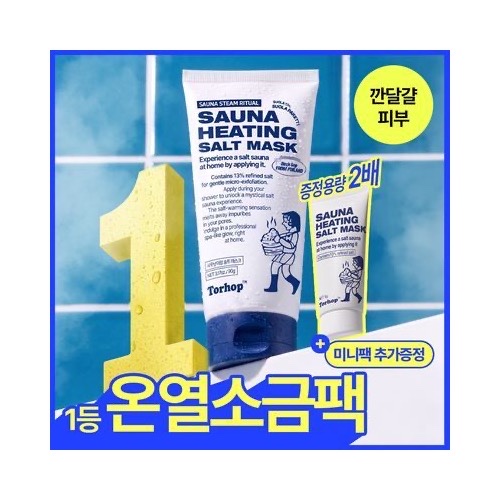 깐달걀
피부
SAUNA STEAM RITUAL
SAUNA
HEATING
SALT MASK
Experience a salt sauna
at home by applying it.
Contains 13% refined salt
for gentle micro-exfoliation.
Apply during your
shower to unlock a mystical salt
sauna experience.
The salt-warming sensation
melts away impurities
in your pores.
Indulge in a professional
spa-like glow, right
at home.
Torhop™
증정용량 2배
SAUNA
HEATING
SALT MASK
Experience a salt sauna
at home by applying it.
Torhop
1
+
미니팩 추가증정
1등 온열소금팩